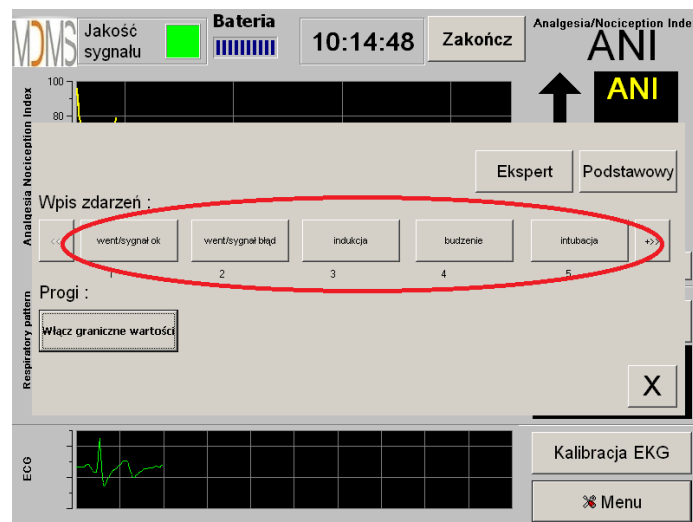 MDMS
Jakość
sygnału
Bateria
10:14:48
Zakończ
Analgesia/Nociception Inde
ANI
ANI
Analgesia Nociception Index
100
80
Ekspert
Podstawowy
Wpis zdarzeń :
<<
went/sygnał ok
went/sygnał błąd
indukcja
budzenie
intubacja
+>>
1
2
3
4
5
Progi :
Włącz graniczne wartości
Respiratory pattern
X
ECG
Kalibracja EKG
Menu